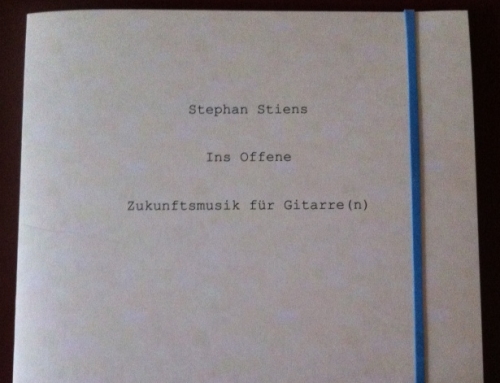 Stephan Stiens
Ins Offene
Zukunftsmusik für Gitarre(n)